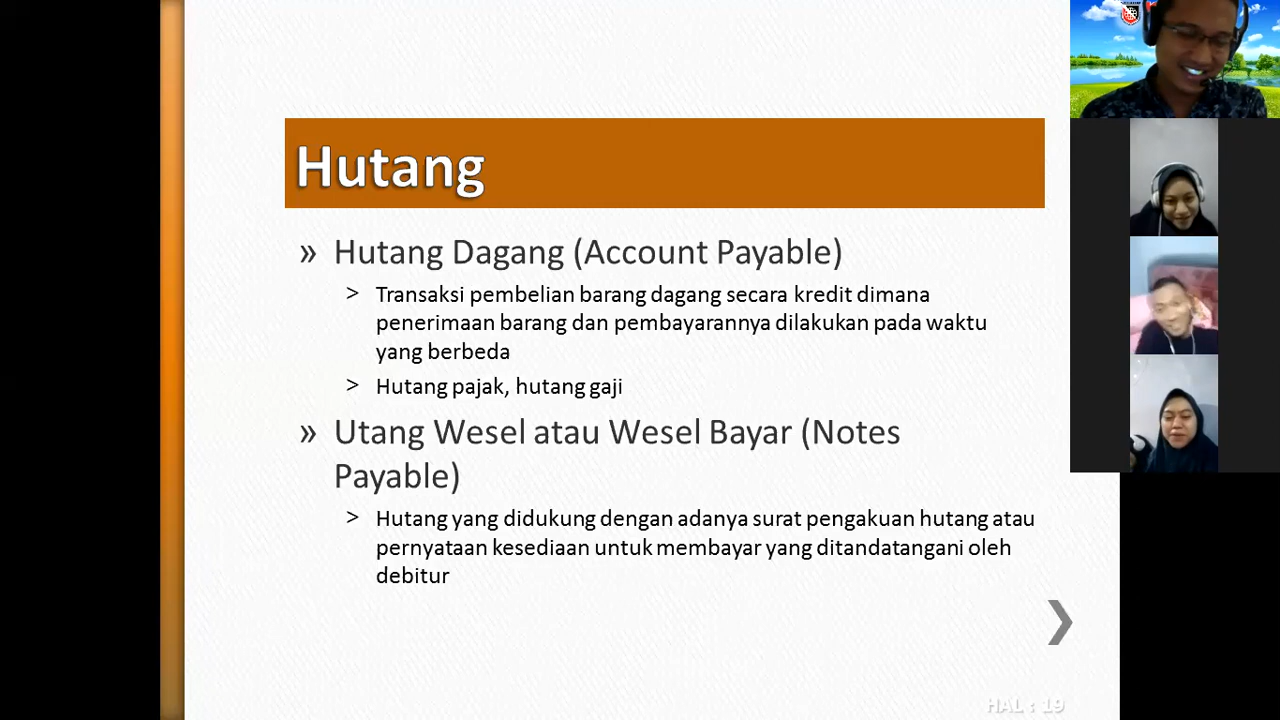 Hutang
» Hutang Dagang (Account Payable)
> Transaksi pembelian barang dagang secara kredit dimana
penerimaan barang dan pembayarannya dilakukan pada waktu
yang berbeda
> Hutang pajak, hutang gaji
» Utang Wesel atau Wesel Bayar (Notes
Payable)
> Hutang yang didukung dengan adanya surat pengakuan hutang atau
pernyataan kesediaan untuk membayar yang ditandatangani oleh
debitur
HAL : 19